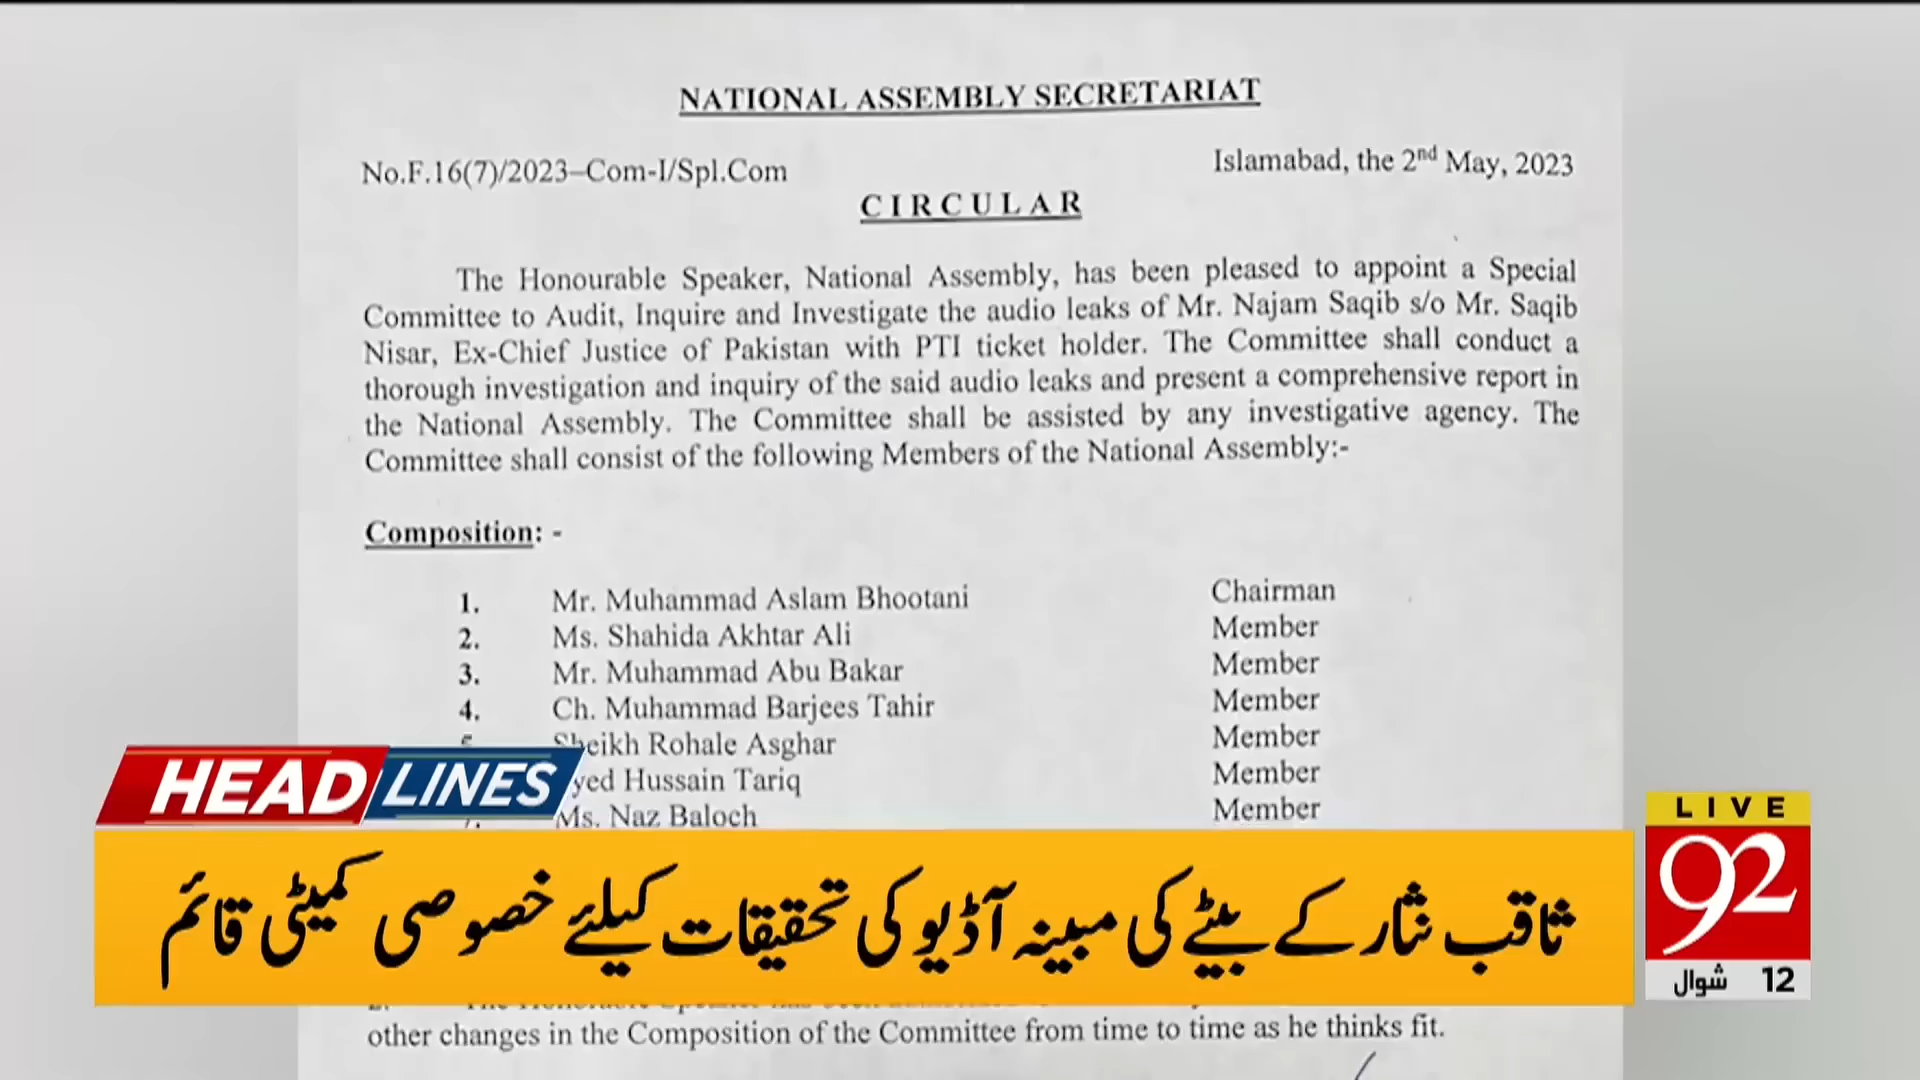 NATIONAL ASSEMBLY SECRETARIAT
No.F.16(7)/2023–Com-I/Spl.Com
Islamabad, the 2nd May, 2023
CIRCULAR
The Honourable Speaker, National Assembly, has been pleased to appoint a Special
Committee to Audit, Inquire and Investigate the audio leaks of Mr. Najam Saqib s/o Mr. Saqib
Nisar, Ex-Chief Justice of Pakistan with PTI ticket holder. The Committee shall conduct a
thorough investigation and inquiry of the said audio leaks and present a comprehensive report in
the National Assembly. The Committee shall be assisted by any investigative agency. The
Committee shall consist of the following Members of the National Assembly:-
Composition: -
1. Mr. Muhammad Aslam Bhootani Chairman
2. Ms. Shahida Akhtar Ali Member
3. Mr. Muhammad Abu Bakar Member
4. Ch. Muhammad Barjees Tahir Member
Sheikh Rohale Asghar Member
yed Hussain Tariq Member
Ms. Naz Baloch Member
HEADLINES
ثاقب نثار کے بیٹے کی مبینہ آڈیو کی تحقیقات کیلئے خصوصی کمیٹی قائم
LIVE
92
12 شوال
other changes in the Composition of the Committee from time to time as he thinks fit.